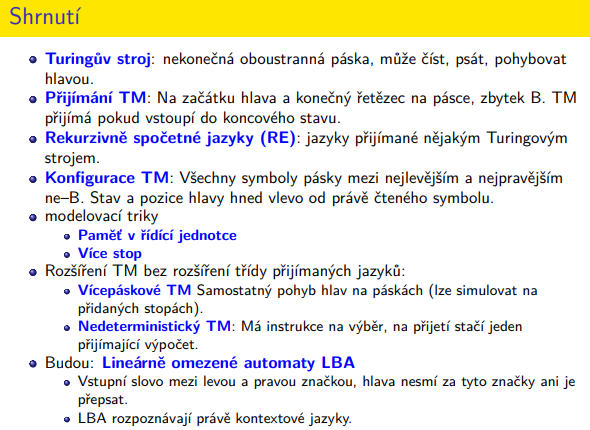 Shrnutí
Turingův stroj: nekonečná oboustranná páska, může číst, psát, pohybovat
hlavou.
Přijímání TM: Na začátku hlava a konečný řetězec na pásce, zbytek B. TM
přijímá pokud vstoupí do koncového stavu.
Rekurzivně spočetné jazyky (RE): jazyky přijímané nějakým Turingovým
strojem.
Konfigurace TM: Všechny symboly pásky mezi nejlevějším a nejpravějším
ne–B. Stav a pozice hlavy hned vlevo od právě čteného symbolu.
modelovací triky
Paměť v řídící jednotce
Více stop
Rozšíření TM bez rozšíření třídy přijímaných jazyků:
Vícepáskové TM Samostatný pohyb hlav na páskách (lze simulovat na
přidaných stopách).
Nedeterministický TM: Má instrukce na výběr, na přijetí stačí jeden
přijímající výpočet.
Budou: Lineárně omezené automaty LBA
Vstupní slovo mezi levou a pravou značkou, hlava nesmí za tyto značky ani je
přepsat.
LBA rozpoznávají právě kontextové jazyky.